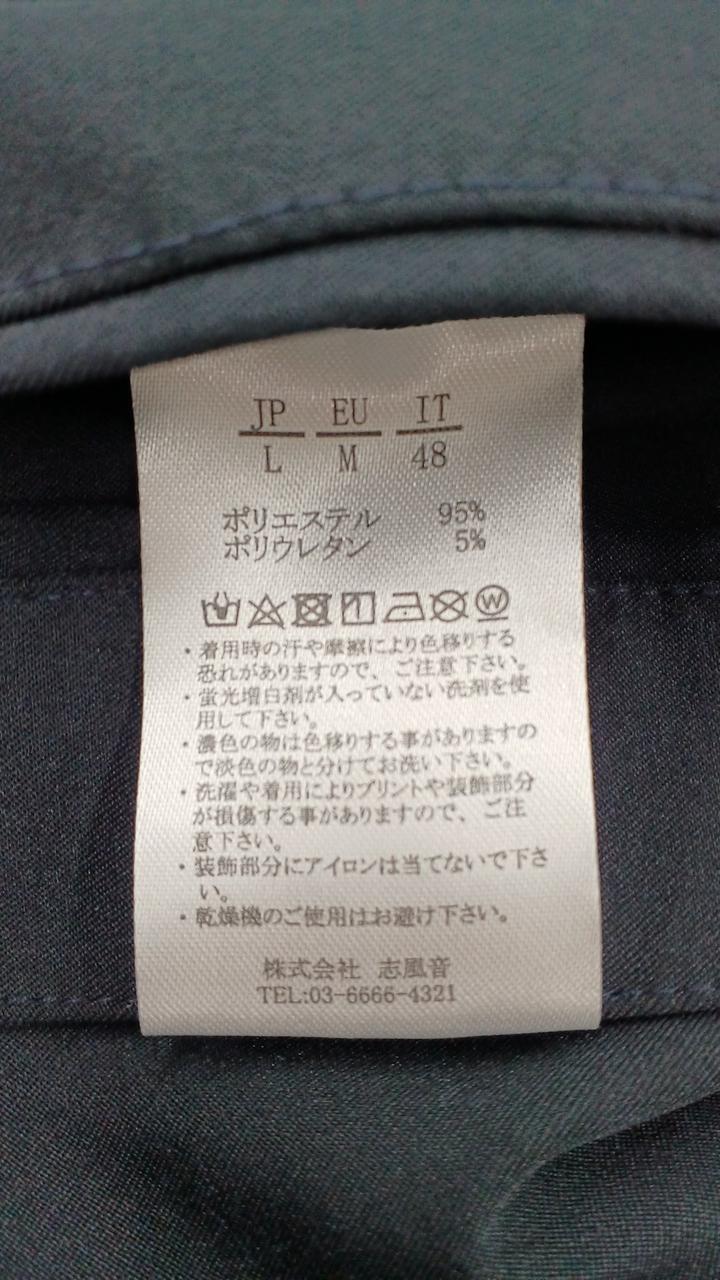 JP EU IT
L M 48
ポリエステル 95%
ポリウレタン 5%
W
・着用時の汗や摩擦により色移りする
恐れがありますので、ご注意下さい。
・蛍光増白剤が入っていない洗剤を使
用して下さい。
・濃色の物は色移りする事がありますの
で淡色の物と分けてお洗い下さい。
・洗濯や着用によりプリントや装飾部分
が損傷する事がありますので、ご注
意下さい。
・装飾部分にアイロンは当てないで下さ
い。
・乾燥機のご使用はお避け下さい。
株式会社 志風音
TEL:03-6666-4321